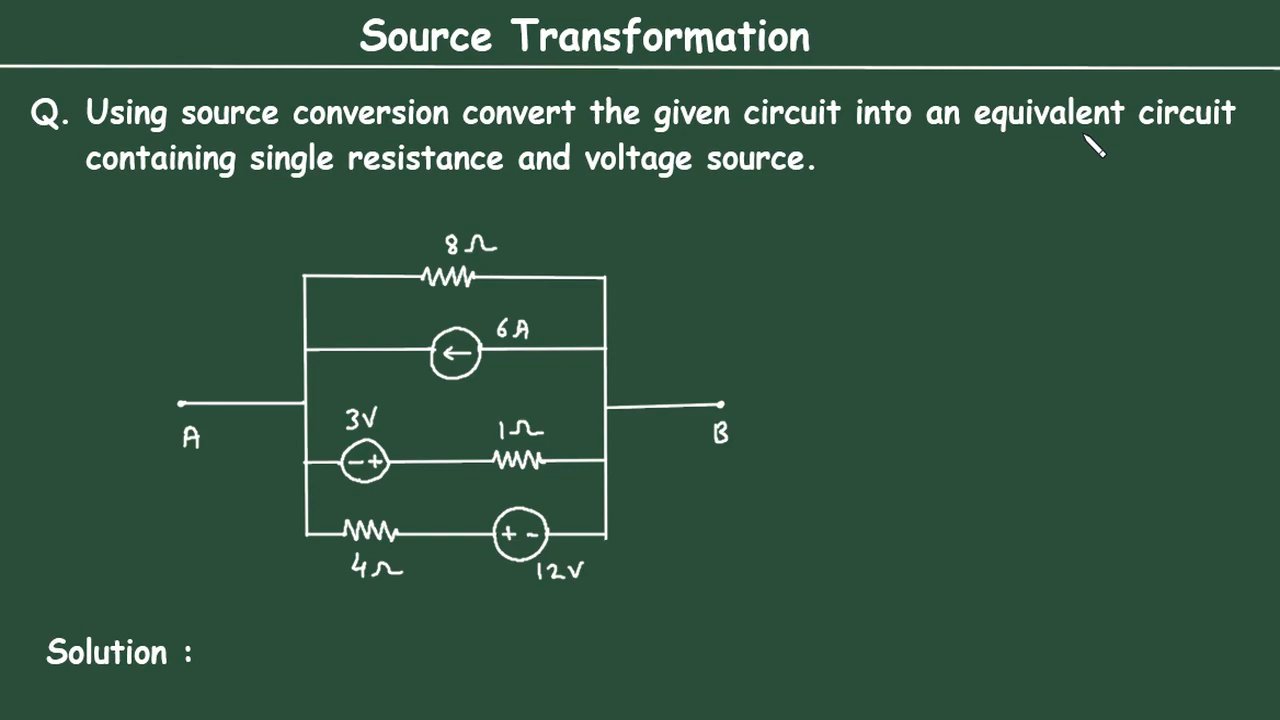 Source Transformation
Q. Using source conversion convert the given circuit into an equivalent circuit
containing single resistance and voltage source.
8Ω
6A
3V
1Ω
A
B
- +
+ -
4Ω
12V
Solution :